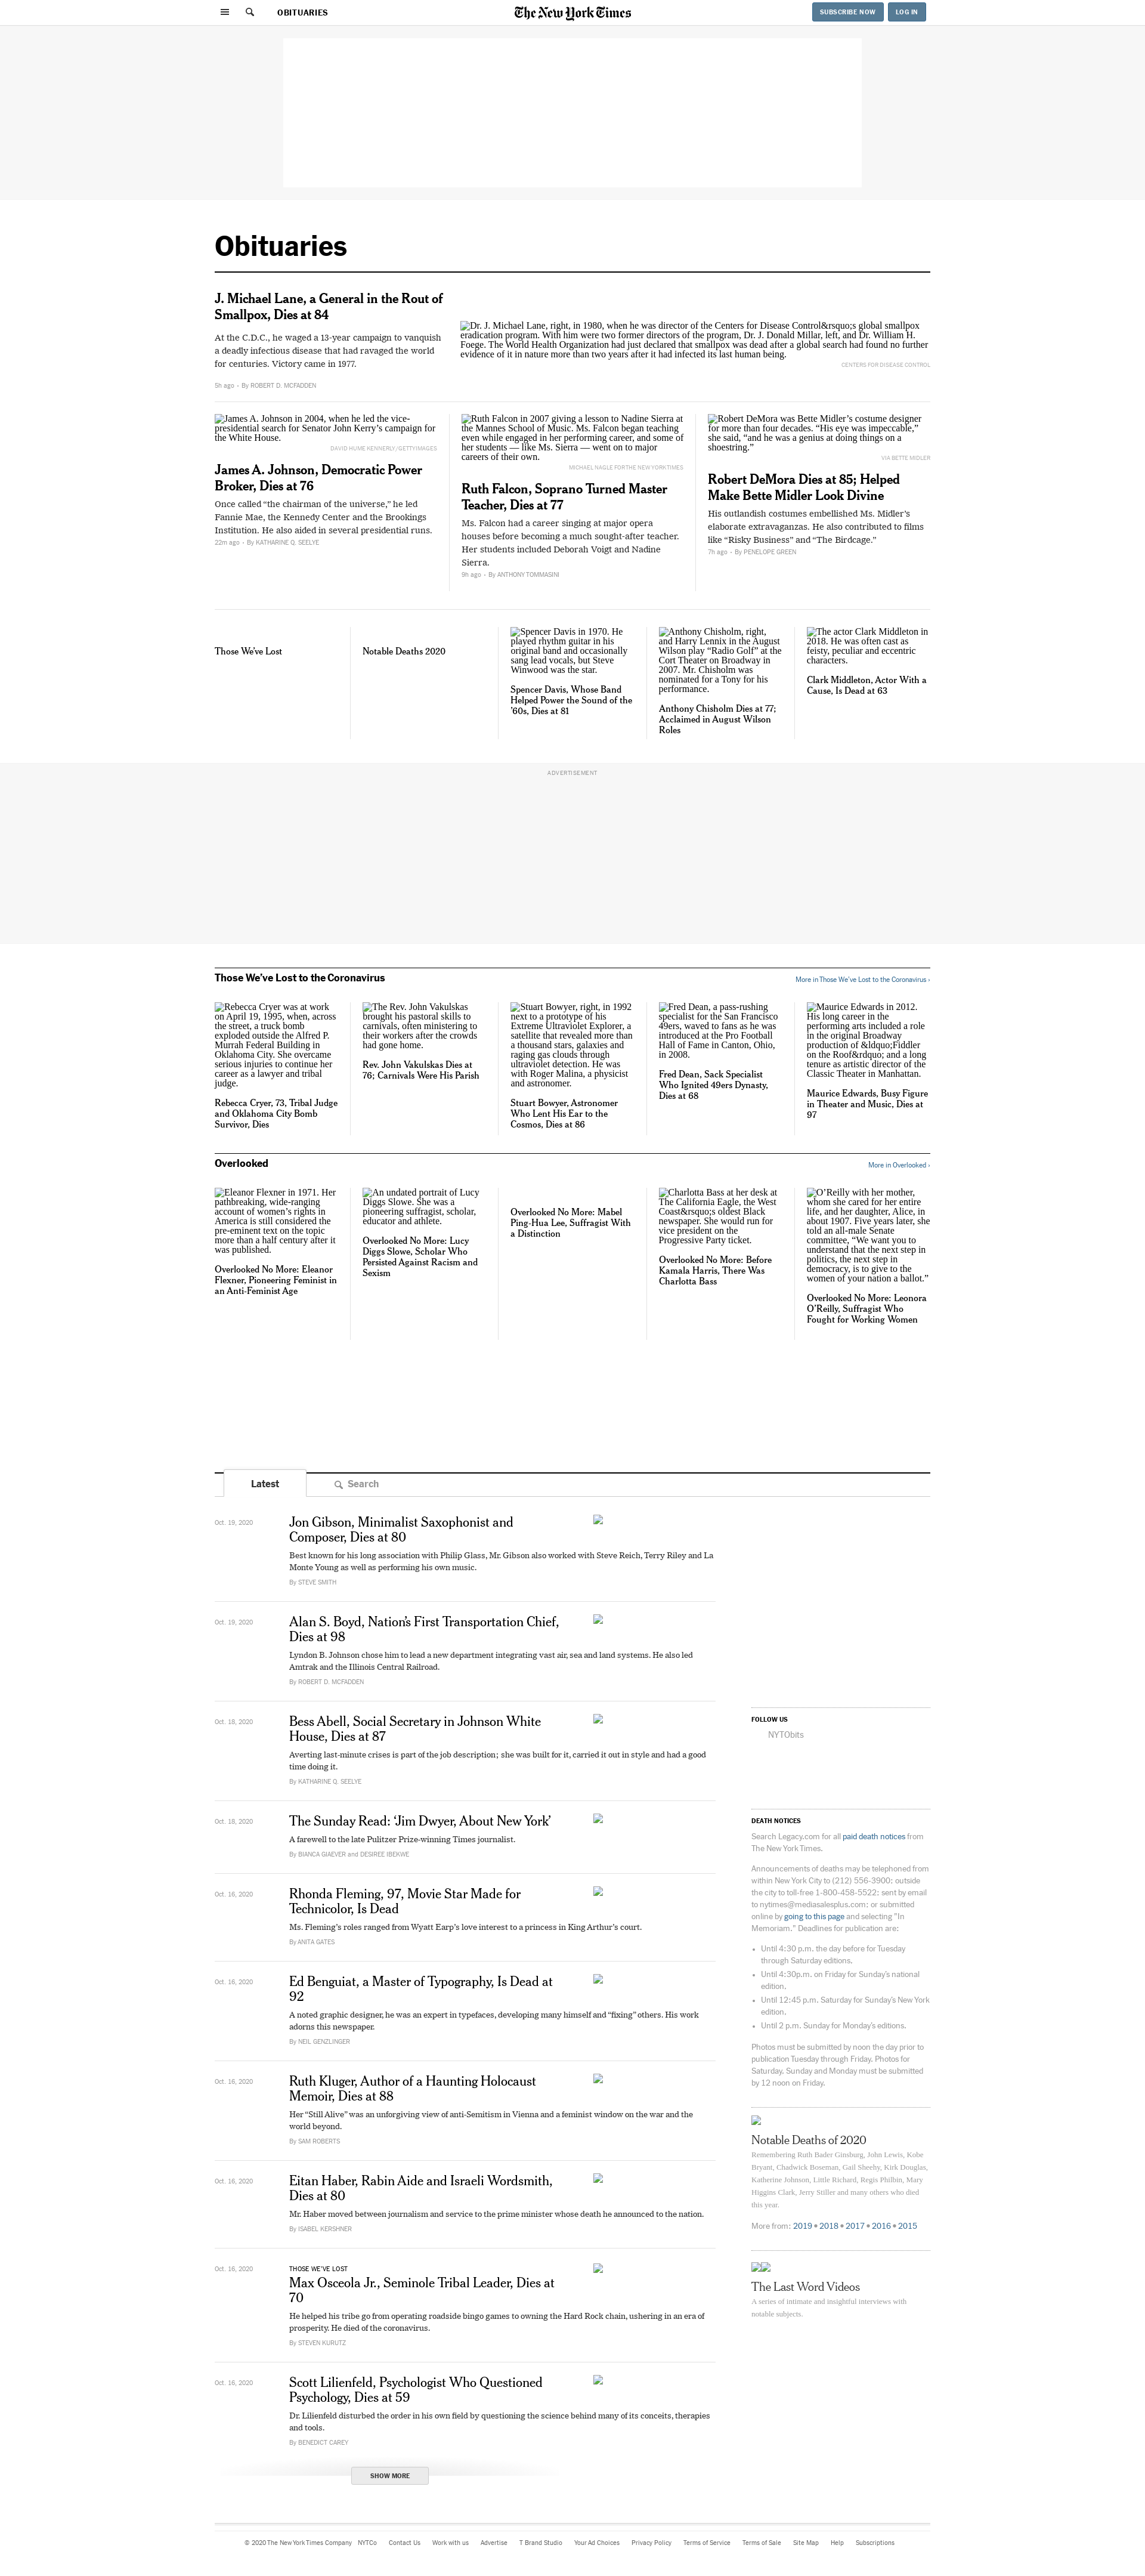 OBITUARIES
The New York Times
SUBSCRIBE NOW
LOG IN
Obituaries
J. Michael Lane, a General in the Rout of
Smallpox, Dies at 84
At the C.D.C., he waged a 13-year campaign to vanquish
a deadly infectious disease that had ravaged the world
for centuries. Victory came in 1977.
5h ago · By ROBERT D. MCFADDEN
Dr. J. Michael Lane, right, in 1980, when he was director of the Centers for Disease Control&rsquo;s global smallpox
eradication program. With him were two former directors of the program, Dr. J. Donald Millar, left, and Dr. William H.
Foege. The World Health Organization had just declared that smallpox was dead after a global search had found no further
evidence of it in nature more than two years after it had infected its last human being.
CENTERS FOR DISEASE CONTROL
James A. Johnson in 2004, when he led the vice-
presidential search for Senator John Kerry’s campaign for
the White House.
DAVID HUME KENNERLY/GETTYIMAGES
James A. Johnson, Democratic Power
Broker, Dies at 76
Once called “the chairman of the universe,” he led
Fannie Mae, the Kennedy Center and the Brookings
Institution. He also aided in several presidential runs.
22m ago · By KATHARINE Q. SEELYE
Ruth Falcon in 2007 giving a lesson to Nadine Sierra at
the Mannes School of Music. Ms. Falcon began teaching
even while engaged in her performing career, and some of
her students — like Ms. Sierra — went on to major
careers of their own.
MICHAEL NAGLE FOR THE NEW YORK TIMES
Ruth Falcon, Soprano Turned Master
Teacher, Dies at 77
Ms. Falcon had a career singing at major opera
houses before becoming a much sought-after teacher.
Her students included Deborah Voigt and Nadine
Sierra.
9h ago · By ANTHONY TOMMASINI
Robert DeMora was Bette Midler’s costume designer
for more than four decades. “His eye was impeccable,”
she said, “and he was a genius at doing things on a
shoestring.”
VIA BETTE MIDLER
Robert DeMora Dies at 85; Helped
Make Bette Midler Look Divine
His outlandish costumes embellished Ms. Midler’s
elaborate extravaganzas. He also contributed to films
like “Risky Business” and “The Birdcage.”
7h ago · By PENELOPE GREEN
Those We’ve Lost
Notable Deaths 2020
Spencer Davis in 1970. He
played rhythm guitar in his
original band and occasionally
sang lead vocals, but Steve
Winwood was the star.
Spencer Davis, Whose Band
Helped Power the Sound of the
’60s, Dies at 81
Anthony Chisholm, right,
and Harry Lennix in the August
Wilson play “Radio Golf” at the
Cort Theater on Broadway in
2007. Mr. Chisholm was
nominated for a Tony for his
performance.
Anthony Chisholm Dies at 77;
Acclaimed in August Wilson
Roles
The actor Clark Middleton in
2018. He was often cast as
feisty, peculiar and eccentric
characters.
Clark Middleton, Actor With a
Cause, Is Dead at 63
ADVERTISEMENT
Those We’ve Lost to the Coronavirus
More in Those We’ve Lost to the Coronavirus ›
Rebecca Cryer was at work
on April 19, 1995, when, across
the street, a truck bomb
exploded outside the Alfred P.
Murrah Federal Building in
Oklahoma City. She overcame
serious injuries to continue her
career as a lawyer and tribal
judge.
Rebecca Cryer, 73, Tribal Judge
and Oklahoma City Bomb
Survivor, Dies
The Rev. John Vakulskas
brought his pastoral skills to
carnivals, often ministering to
their workers after the crowds
had gone home.
Rev. John Vakulskas Dies at
76; Carnivals Were His Parish
Stuart Bowyer, right, in 1992
next to a prototype of his
Extreme Ultraviolet Explorer, a
satellite that revealed more than
a thousand stars, galaxies and
raging gas clouds through
ultraviolet detection. He was
with Roger Malina, a physicist
and astronomer.
Stuart Bowyer, Astronomer
Who Lent His Ear to the
Cosmos, Dies at 86
Fred Dean, a pass-rushing
specialist for the San Francisco
49ers, waved to fans as he was
introduced at the Pro Football
Hall of Fame in Canton, Ohio,
in 2008.
Fred Dean, Sack Specialist
Who Ignited 49ers Dynasty,
Dies at 68
Maurice Edwards in 2012.
His long career in the
performing arts included a role
in the original Broadway
production of &ldquo;Fiddler
on the Roof&rdquo; and a long
tenure as artistic director of the
Classic Theater in Manhattan.
Maurice Edwards, Busy Figure
in Theater and Music, Dies at
97
Overlooked
More in Overlooked ›
Eleanor Flexner in 1971. Her
pathbreaking, wide-ranging
account of women’s rights in
America is still considered the
pre-eminent text on the topic
more than a half century after it
was published.
Overlooked No More: Eleanor
Flexner, Pioneering Feminist in
an Anti-Feminist Age
An undated portrait of Lucy
Diggs Slowe. She was a
pioneering suffragist, scholar,
educator and athlete.
Overlooked No More: Lucy
Diggs Slowe, Scholar Who
Persisted Against Racism and
Sexism
Overlooked No More: Mabel
Ping-Hua Lee, Suffragist With
a Distinction
Charlotta Bass at her desk at
The California Eagle, the West
Coast&rsquo;s oldest Black
newspaper. She would run for
vice president on the
Progressive Party ticket.
Overlooked No More: Before
Kamala Harris, There Was
Charlotta Bass
O’Reilly with her mother,
whom she cared for her entire
life, and her daughter, Alice, in
about 1907. Five years later, she
told an all-male Senate
committee, “We want you to
understand that the next step in
politics, the next step in
democracy, is to give to the
women of your nation a ballot.”
Overlooked No More: Leonora
O’Reilly, Suffragist Who
Fought for Working Women
Latest
Search
Oct. 19, 2020
Jon Gibson, Minimalist Saxophonist and
Composer, Dies at 80
Best known for his long association with Philip Glass, Mr. Gibson also worked with Steve Reich, Terry Riley and La
Monte Young as well as performing his own music.
By STEVE SMITH
Oct. 19, 2020
Alan S. Boyd, Nation’s First Transportation Chief,
Dies at 98
Lyndon B. Johnson chose him to lead a new department integrating vast air, sea and land systems. He also led
Amtrak and the Illinois Central Railroad.
By ROBERT D. MCFADDEN
Oct. 18, 2020
Bess Abell, Social Secretary in Johnson White
House, Dies at 87
Averting last-minute crises is part of the job description; she was built for it, carried it out in style and had a good
time doing it.
By KATHARINE Q. SEELYE
Oct. 18, 2020
The Sunday Read: ‘Jim Dwyer, About New York’
A farewell to the late Pulitzer Prize-winning Times journalist.
By BIANCA GIAEVER and DESIREE IBEKWE
Oct. 16, 2020
Rhonda Fleming, 97, Movie Star Made for
Technicolor, Is Dead
Ms. Fleming’s roles ranged from Wyatt Earp’s love interest to a princess in King Arthur’s court.
By ANITA GATES
Oct. 16, 2020
Ed Benguiat, a Master of Typography, Is Dead at
92
A noted graphic designer, he was an expert in typefaces, developing many himself and “fixing” others. His work
adorns this newspaper.
By NEIL GENZLINGER
Oct. 16, 2020
Ruth Kluger, Author of a Haunting Holocaust
Memoir, Dies at 88
Her “Still Alive” was an unforgiving view of anti-Semitism in Vienna and a feminist window on the war and the
world beyond.
By SAM ROBERTS
Oct. 16, 2020
Eitan Haber, Rabin Aide and Israeli Wordsmith,
Dies at 80
Mr. Haber moved between journalism and service to the prime minister whose death he announced to the nation.
By ISABEL KERSHNER
Oct. 16, 2020
THOSE WE’VE LOST
Max Osceola Jr., Seminole Tribal Leader, Dies at
70
He helped his tribe go from operating roadside bingo games to owning the Hard Rock chain, ushering in an era of
prosperity. He died of the coronavirus.
By STEVEN KURUTZ
Oct. 16, 2020
Scott Lilienfeld, Psychologist Who Questioned
Psychology, Dies at 59
Dr. Lilienfeld disturbed the order in his own field by questioning the science behind many of its conceits, therapies
and tools.
By BENEDICT CAREY
SHOW MORE
FOLLOW US
NYTObits
DEATH NOTICES
Search Legacy.com for all paid death notices from
The New York Times.
Announcements of deaths may be telephoned from
within New York City to (212) 556-3900; outside
the city to toll-free 1-800-458-5522; sent by email
to nytimes@mediasalesplus.com; or submitted
online by going to this page and selecting "In
Memoriam." Deadlines for publication are:
• Until 4:30 p.m. the day before for Tuesday
through Saturday editions.
• Until 4:30p.m. on Friday for Sunday's national
edition.
• Until 12:45 p.m. Saturday for Sunday's New York
edition.
• Until 2 p.m. Sunday for Monday's editions.
Photos must be submitted by noon the day prior to
publication Tuesday through Friday. Photos for
Saturday, Sunday and Monday must be submitted
by 12 noon on Friday.
Notable Deaths of 2020
Remembering Ruth Bader Ginsburg, John Lewis, Kobe
Bryant, Chadwick Boseman, Gail Sheehy, Kirk Douglas,
Katherine Johnson, Little Richard, Regis Philbin, Mary
Higgins Clark, Jerry Stiller and many others who died
this year.
More from: 2019 • 2018 • 2017 • 2016 • 2015
The Last Word Videos
A series of intimate and insightful interviews with
notable subjects.
© 2020 The New York Times Company NYTCo Contact Us Work with us Advertise T Brand Studio Your Ad Choices Privacy Policy Terms of Service Terms of Sale Site Map Help Subscriptions